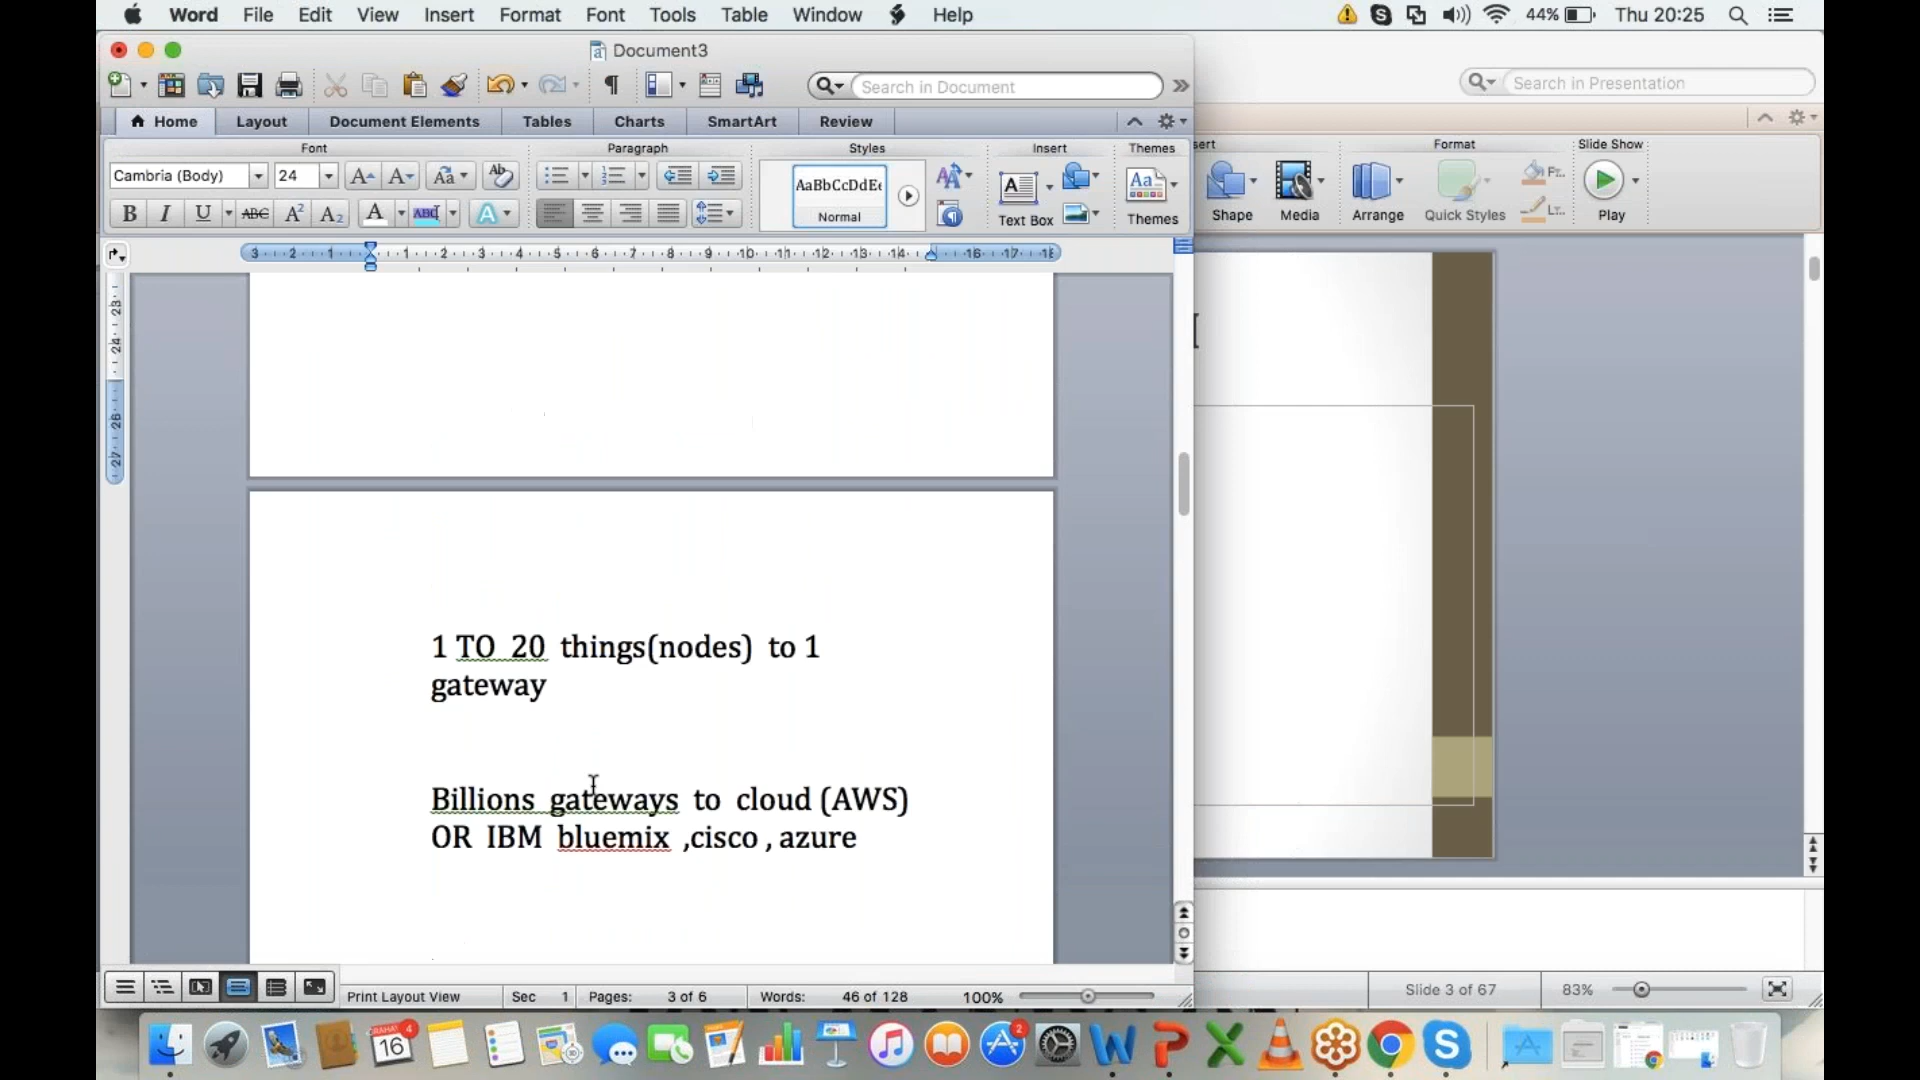 Word File Edit View Insert Format Font Tools Table Window Help 44% Thu 20:25
Document3
Search in Document
Search in Presentation
Home Layout Document Elements Tables Charts SmartArt Review
Font Paragraph Styles Insert Themes
Format Slide Show
Cambria (Body) 24
AaBbCcDdEe
Normal
Text Box Themes
Shape Media Arrange Quick Styles Play
1 TO 20 things(nodes) to 1
gateway
Billions gateways to cloud (AWS)
OR IBM bluemix ,cisco , azure
Print Layout View Sec 1 Pages: 3 of 6 Words: 46 of 128 100%
Slide 3 of 67 83%
16